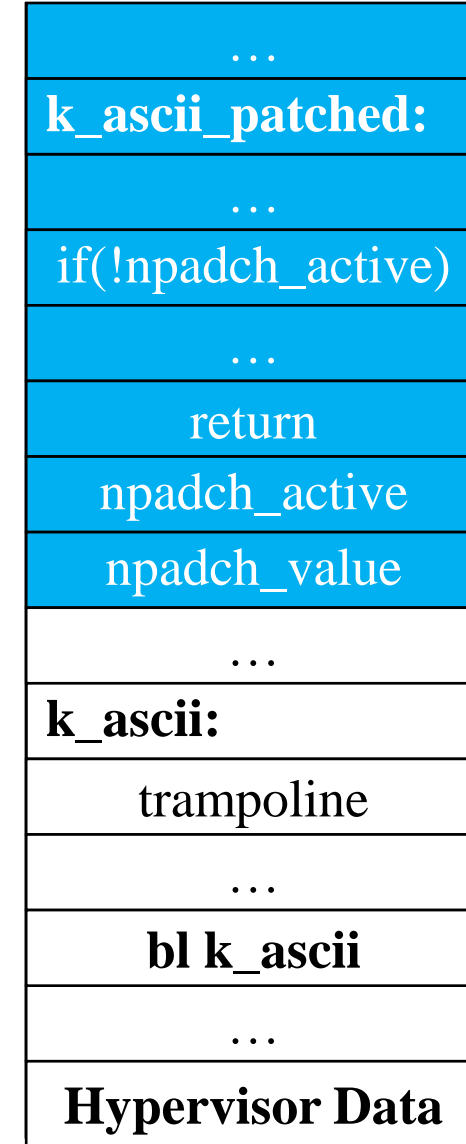 ...
k_ascii_patched:
...
if(!npadch_active)
...
return
npadch_active
npadch_value
...
k_ascii:
trampoline
...
bl k_ascii
...
Hypervisor Data